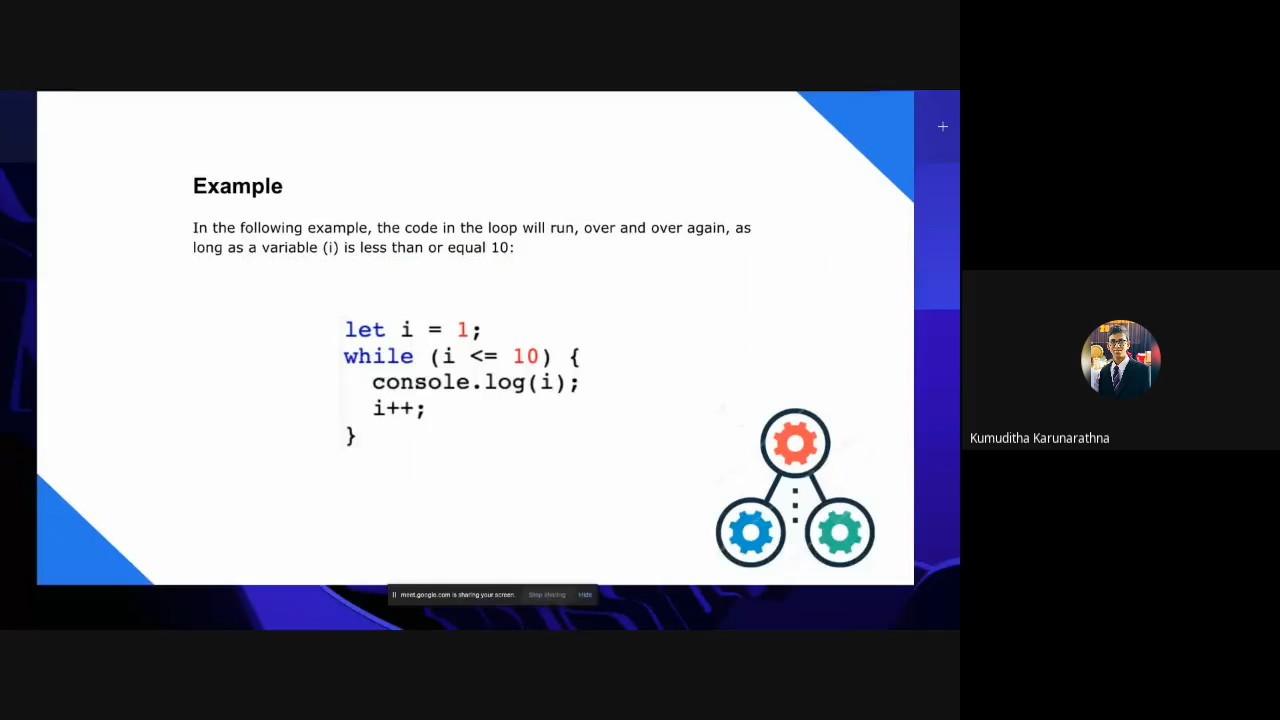 Example
In the following example, the code in the loop will run, over and over again, as
long as a variable (i) is less than or equal 10:
let i = 1;
while (i <= 10) {
  console.log(i);
  i++;
}
meet.google.com is sharing your screen. Stop sharing Hide
Kumuditha Karunarathna